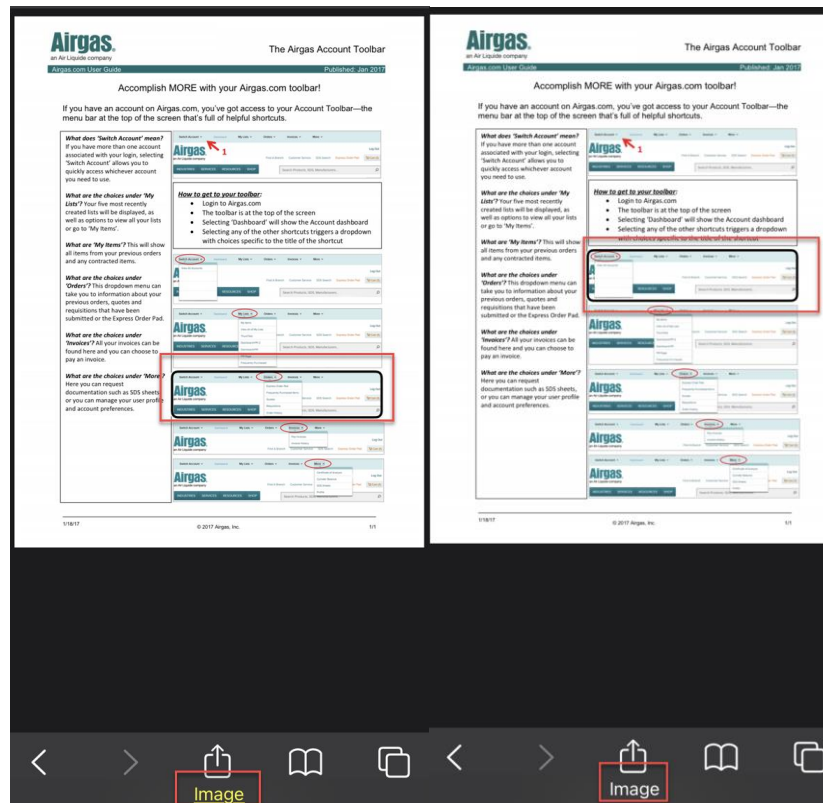 Airgas.
an Air Liquide company
The Airgas Account Toolbar
Airgas.com User Guide
Published: Jan 2017
Accomplish MORE with your Airgas.com toolbar!
If you have an account on Airgas.com, you've got access to your Account Toolbar—the
menu bar at the top of the screen that's full of helpful shortcuts.
What does 'Switch Account' mean?
If you have more than one account
associated with your login, selecting
'Switch Account' allows you to
quickly access whichever account
you need to use.
What are the choices under 'My
Lists'? Your five most recently
created lists will be displayed, as
well as options to view all your lists
or go to 'My Items'.
What are 'My Items'? This will show
all items from your previous orders
and any contracted items.
What are the choices under
'Orders'? This dropdown menu can
take you to information about your
previous orders, quotes and
requisitions that have been
submitted or the Express Order Pad.
What are the choices under
'Invoices'? All your invoices can be
found here and you can choose to
pay an invoice.
What are the choices under 'More'?
Here you can request
documentation such as SDS sheets,
or you can manage your user profile
and account preferences.
1
Airgas
How to get to your toolbar:
• Login to Airgas.com
• The toolbar is at the top of the screen
• Selecting 'Dashboard' will show the Account dashboard
• Selecting any of the other shortcuts triggers a dropdown
with choices specific to the title of the shortcut
Airgas
Airgas
Airgas
Airgas
1/18/17
© 2017 Airgas, Inc.
1/1
Image
Airgas.
an Air Liquide company
The Airgas Account Toolbar
Airgas.com User Guide
Published: Jan 2017
Accomplish MORE with your Airgas.com toolbar!
If you have an account on Airgas.com, you've got access to your Account Toolbar—the
menu bar at the top of the screen that's full of helpful shortcuts.
What does 'Switch Account' mean?
If you have more than one account
associated with your login, selecting
'Switch Account' allows you to
quickly access whichever account
you need to use.
What are the choices under 'My
Lists'? Your five most recently
created lists will be displayed, as
well as options to view all your lists
or go to 'My Items'.
What are 'My Items'? This will show
all items from your previous orders
and any contracted items.
What are the choices under
'Orders'? This dropdown menu can
take you to information about your
previous orders, quotes and
requisitions that have been
submitted or the Express Order Pad.
What are the choices under
'Invoices'? All your invoices can be
found here and you can choose to
pay an invoice.
What are the choices under 'More'?
Here you can request
documentation such as SDS sheets,
or you can manage your user profile
and account preferences.
1
Airgas
How to get to your toolbar:
• Login to Airgas.com
• The toolbar is at the top of the screen
• Selecting 'Dashboard' will show the Account dashboard
• Selecting any of the other shortcuts triggers a dropdown
with choices specific to the title of the shortcut
Airgas
Airgas
Airgas
Airgas
1/18/17
© 2017 Airgas, Inc.
1/1
Image